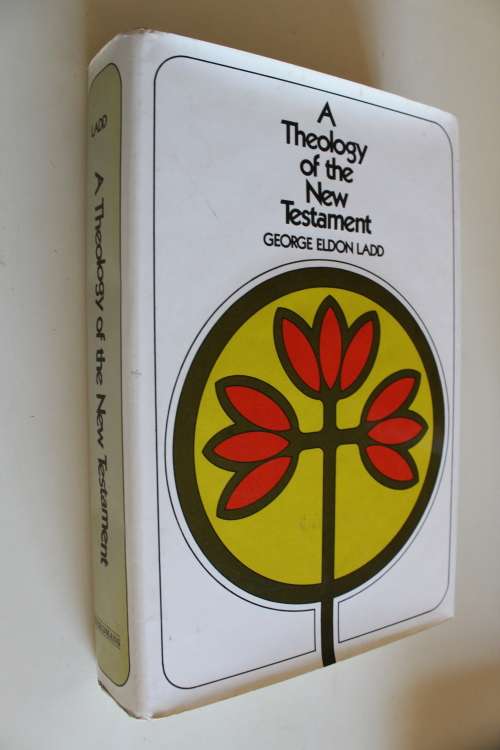 A
Theology
of the
New
Testament
GEORGE ELDON LADD
LADD
A Theology of the New Testament